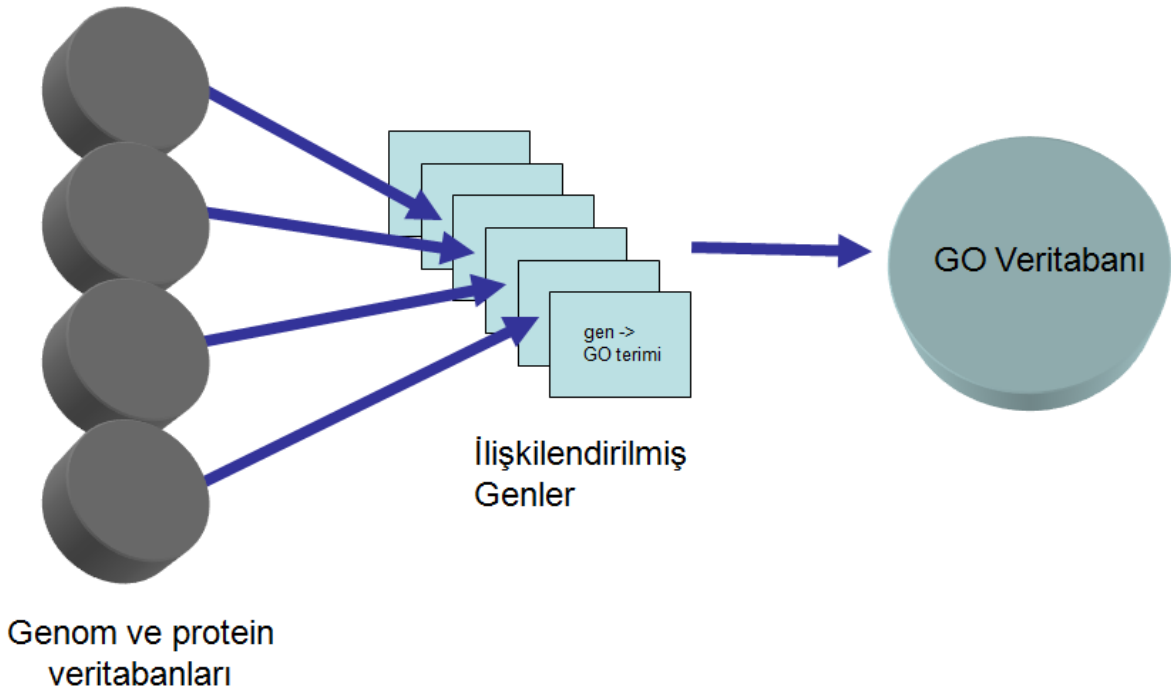 GO Veritabanı
gen ->
GO terimi
İlişkilendirilmiş
Genler
Genom ve protein
veritabanları